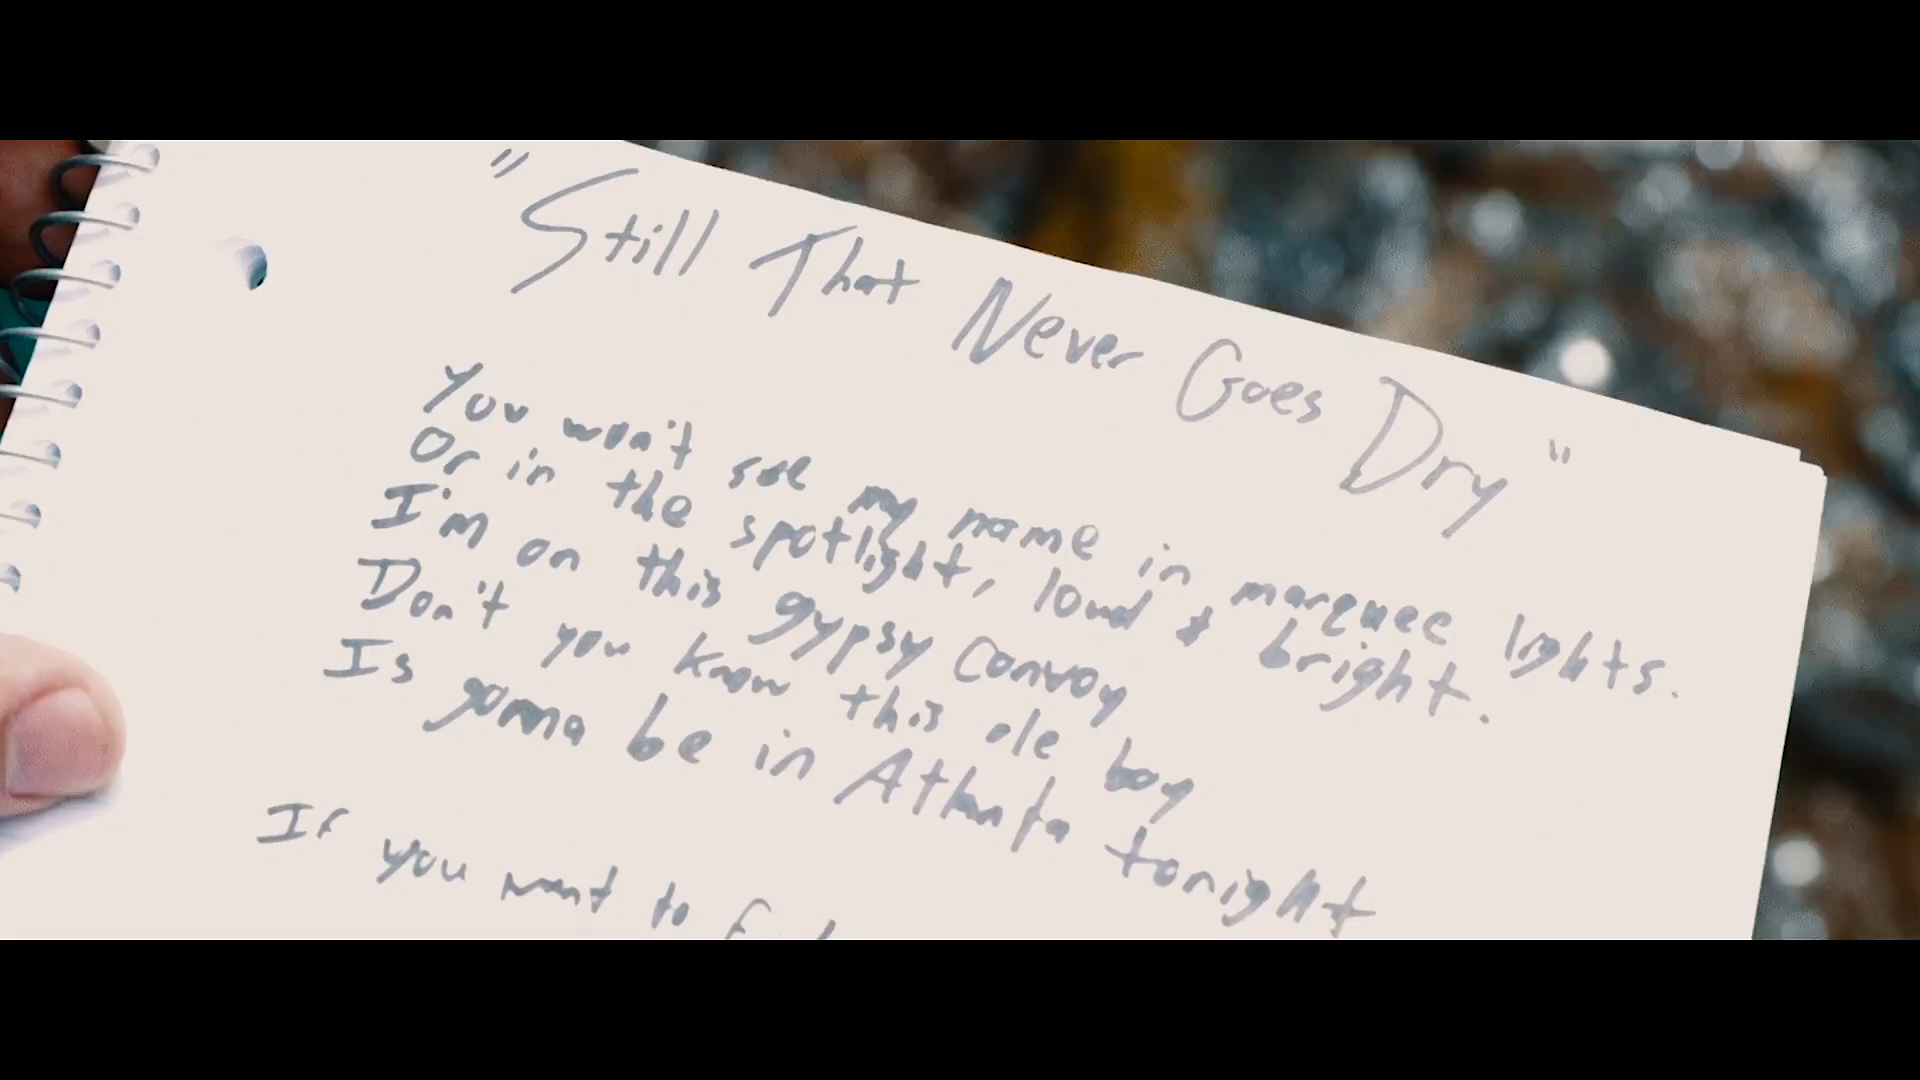 "Still That Never Goes Dry"
You won't see my name in marquee lights.
Or in the spotlight, loud & bright.
I'm on this gypsy convoy
Don't you know this ole boy
Is gonna be in Atlanta tonight
If you want to